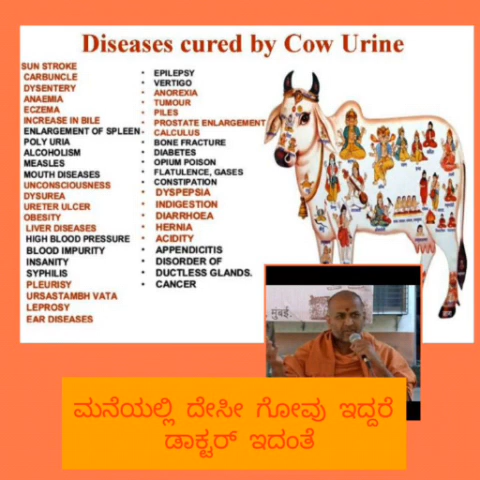 Diseases cured by Cow Urine
SUN STROKE
CARBUNCLE
DYSENTERY
ANAEMIA
ECZEMA
INCREASE IN BILE
ENLARGEMENT OF SPLEEN
POLY URIA
ALCOHOLISM
MEASLES
MOUTH DISEASES
UNCONSCIOUSNESS
DYSUREA
URETER ULCER
OBESITY
LIVER DISEASES
HIGH BLOOD PRESSURE
BLOOD IMPURITY
INSANITY
SYPHILIS
PLEURISY
URSASTAMBH VATA
LEPROSY
EAR DISEASES
• EPILEPSY
• VERTIGO
• ANOREXIA
• TUMOUR
• PILES
• PROSTATE ENLARGEMENT
• CALCULUS
• BONE FRACTURE
• DIABETES
• OPIUM POISON
• FLATULENCE, GASES
• CONSTIPATION
• DYSPEPSIA
• INDIGESTION
• DIARRHOEA
• HERNIA
• ACIDITY
• APPENDICITIS
• DISORDER OF
• DUCTLESS GLANDS.
• CANCER
ಮನೆಯಲ್ಲಿ ದೇಸೀ ಗೋವು ಇದ್ದರೆ
ಡಾಕ್ಟರ್ ಇದಂತೆ